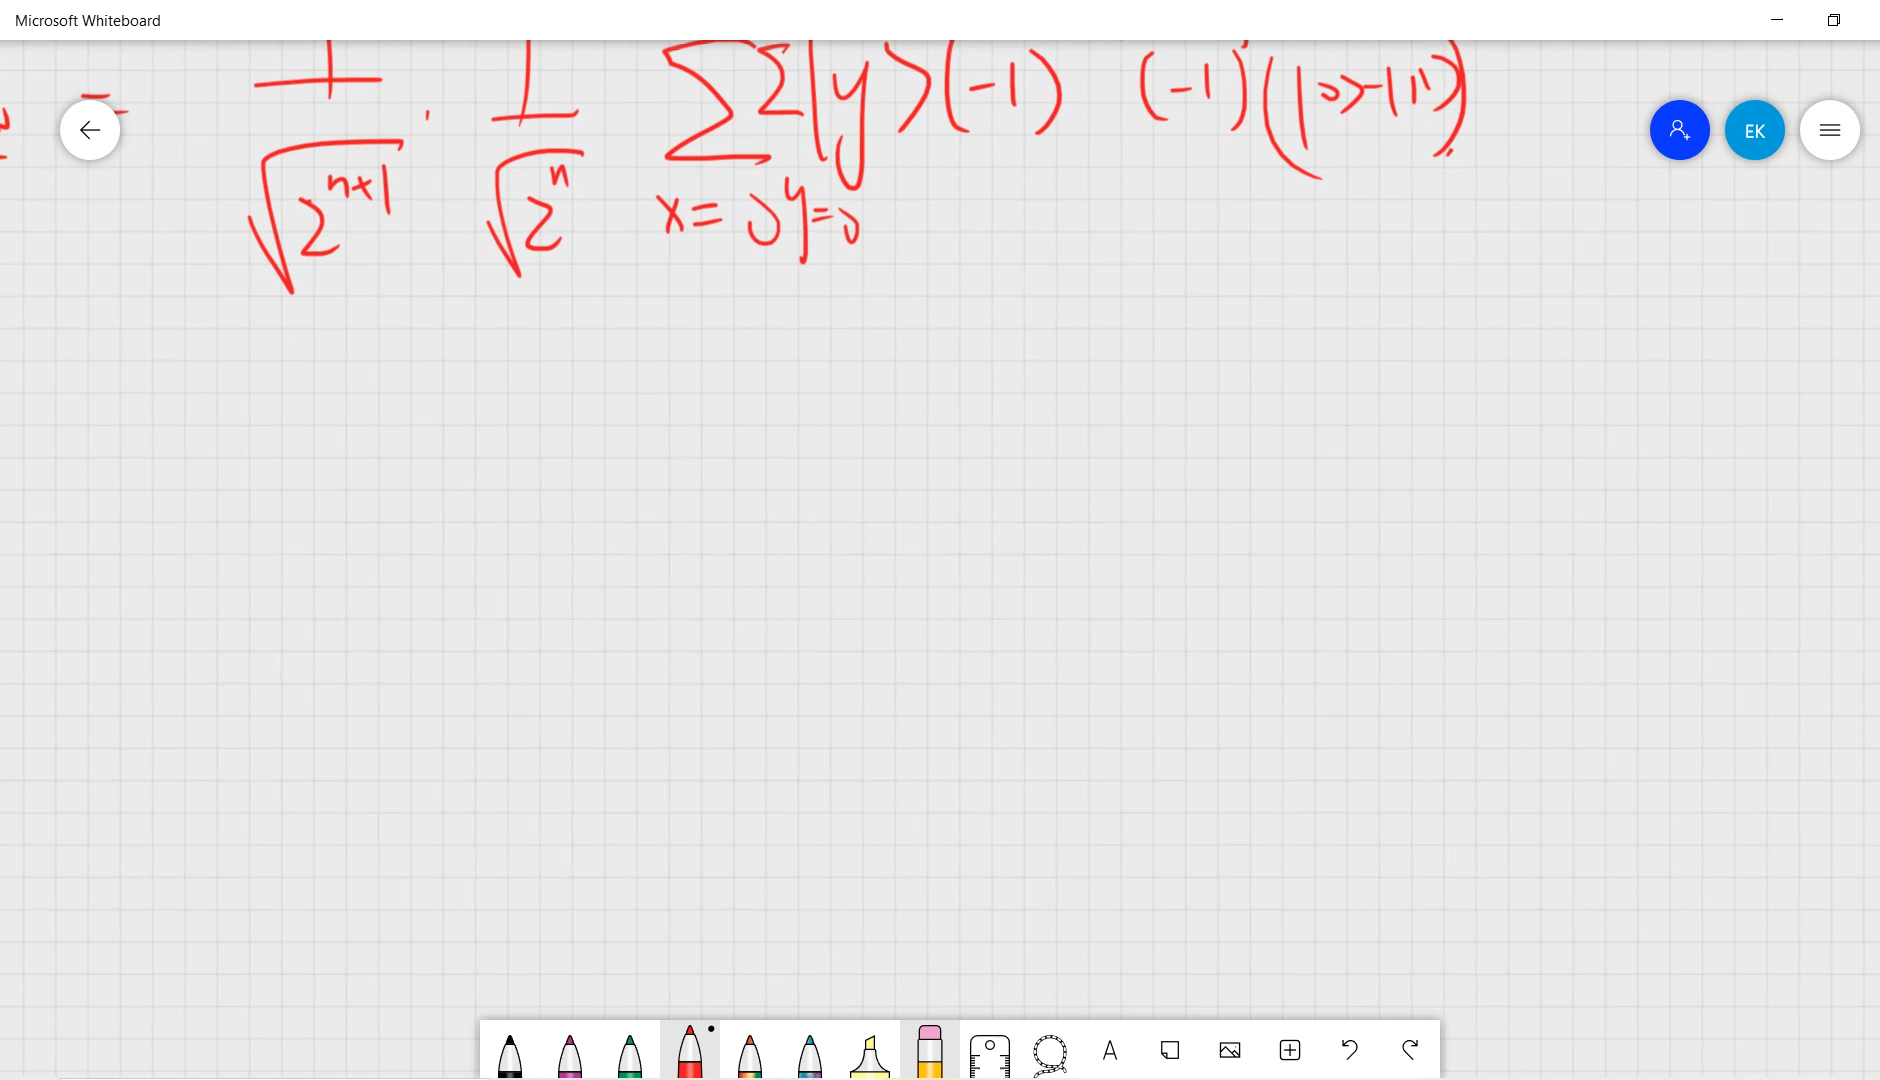 Microsoft Whiteboard
= 1/√2^{n+1} · 1/√2^n Σ Σ |y>(-1) (-1) (|0>-|1>)
x=0 y=0
EK
A